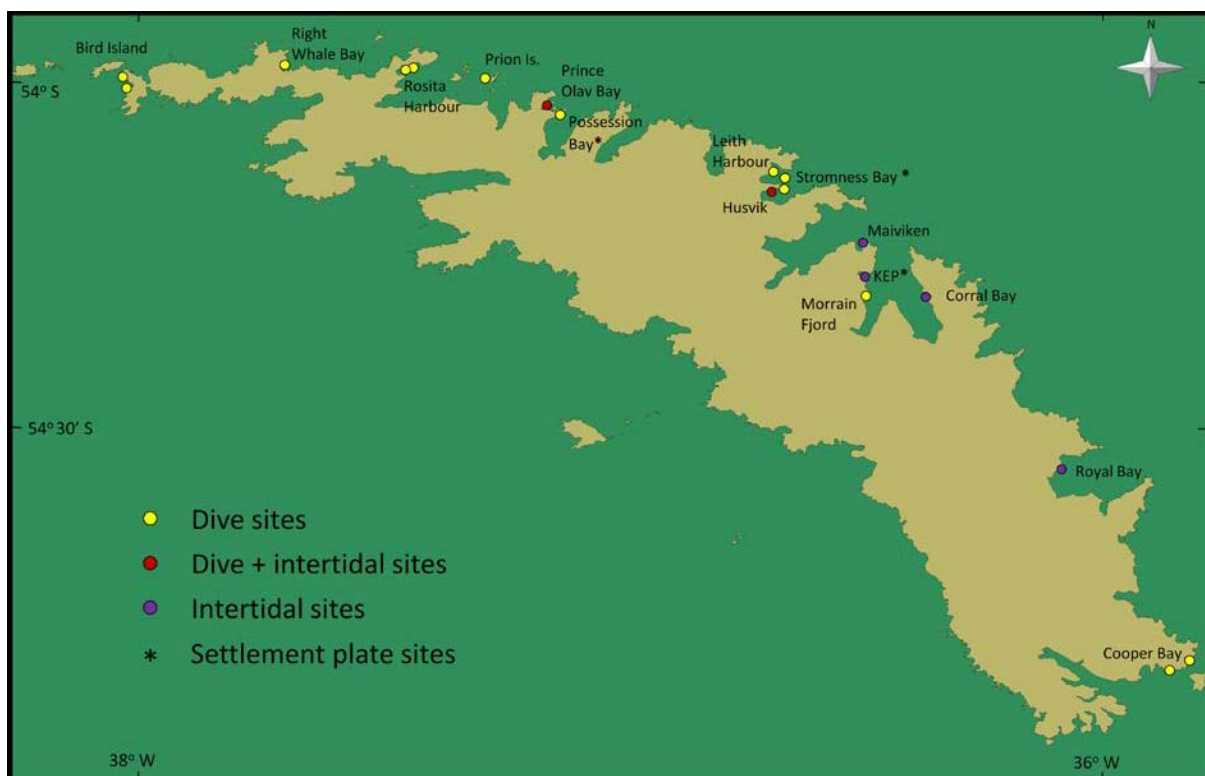 N
Bird Island
Right
Whale Bay
Prion Is.
Rosita
Harbour
Prince
Olav Bay
54° S
Possession
Bay*
Leith
Harbour
Stromness Bay *
Husvik
Maiviken
KEP*
Corral Bay
Morrain
Fjord
54° 30' S
Royal Bay
Dive sites
Dive + intertidal sites
Intertidal sites
* Settlement plate sites
Cooper Bay
38° W
36° W